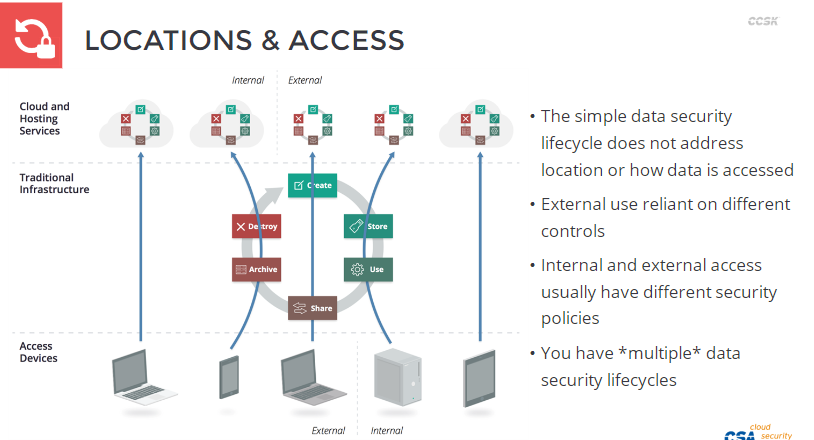 CCSK
LOCATIONS & ACCESS
Internal
External
Cloud and
Hosting
Services
Traditional
Infrastructure
Create
Destroy
Store
Archive
Use
Share
Access
Devices
External
Internal
• The simple data security
lifecycle does not address
location or how data is accessed
• External use reliant on different
controls
• Internal and external access
usually have different security
policies
• You have *multiple* data
security lifecycles
CSA
cloud
security